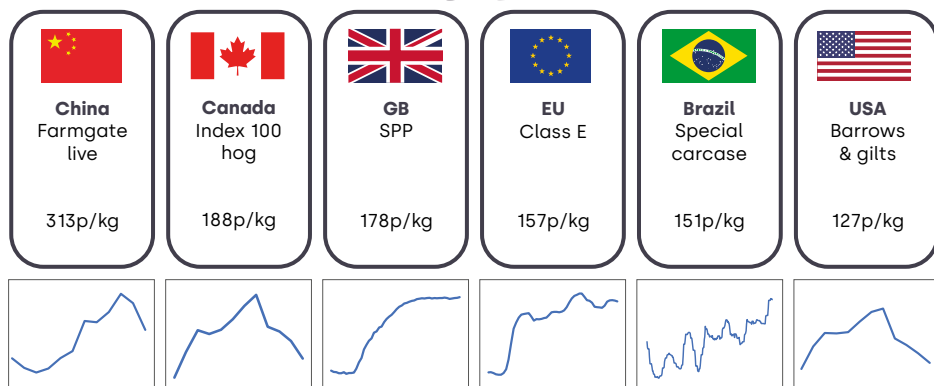 China
Farmgate
live
313p/kg
Canada
Index 100
hog
188p/kg
GB
SPP
178p/kg
EU
Class E
157p/kg
Brazil
Special
carcase
151p/kg
USA
Barrows
& gilts
127p/kg